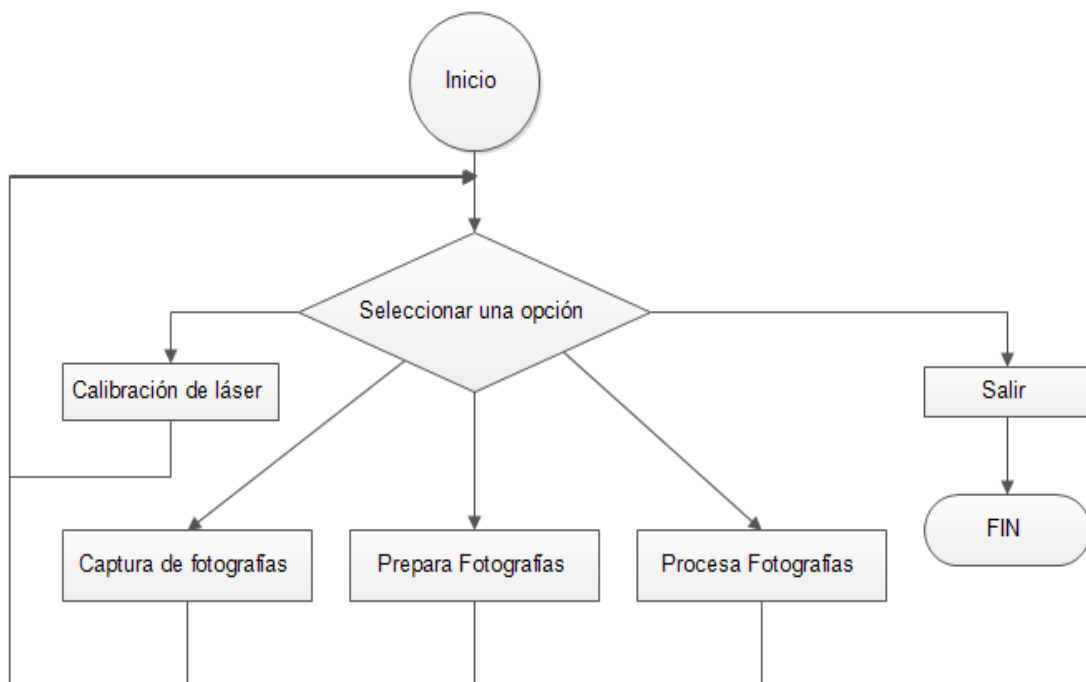 Inicio
Seleccionar una opción
Calibración de láser
Salir
FIN
Captura de fotografías
Prepara Fotografías
Procesa Fotografías